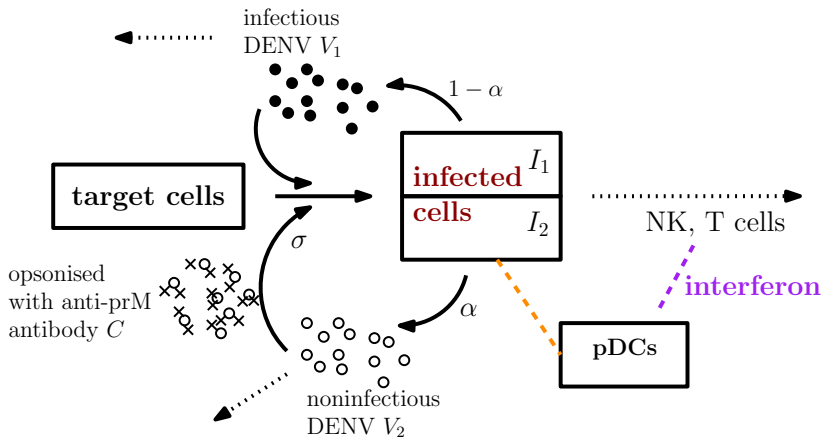 infectious
DENV V₁
1 − α
target cells
infected
cells
I₁
I₂
NK, T cells
σ
opsonised
with anti-prM
antibody C
α
interferon
pDCs
noninfectious
DENV V₂